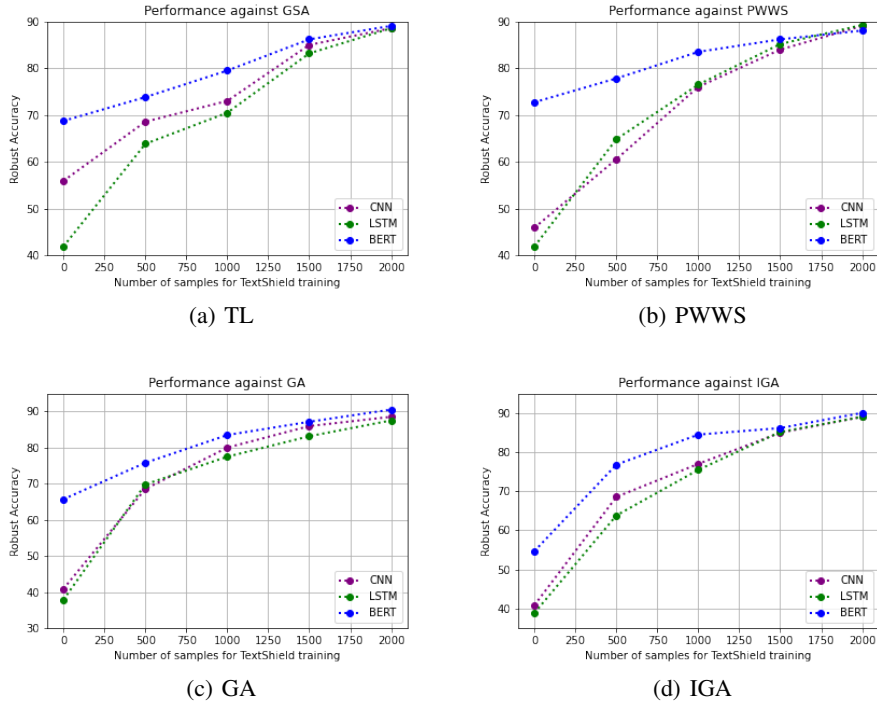 Performance against GSA
90
80
70
60
50
40
Robust Accuracy
CNN
LSTM
BERT
0 250 500 750 1000 1250 1500 1750 2000
Number of samples for TextShield training
(a) TL
Performance against PWWS
90
80
70
60
50
40
Robust Accuracy
CNN
LSTM
BERT
0 250 500 750 1000 1250 1500 1750 2000
Number of samples for TextShield training
(b) PWWS
Performance against GA
90
80
70
60
50
40
30
Robust Accuracy
CNN
LSTM
BERT
0 250 500 750 1000 1250 1500 1750 2000
Number of samples for TextShield training
(c) GA
Performance against IGA
90
80
70
60
50
40
Robust Accuracy
CNN
LSTM
BERT
0 250 500 750 1000 1250 1500 1750 2000
Number of samples for TextShield training
(d) IGA